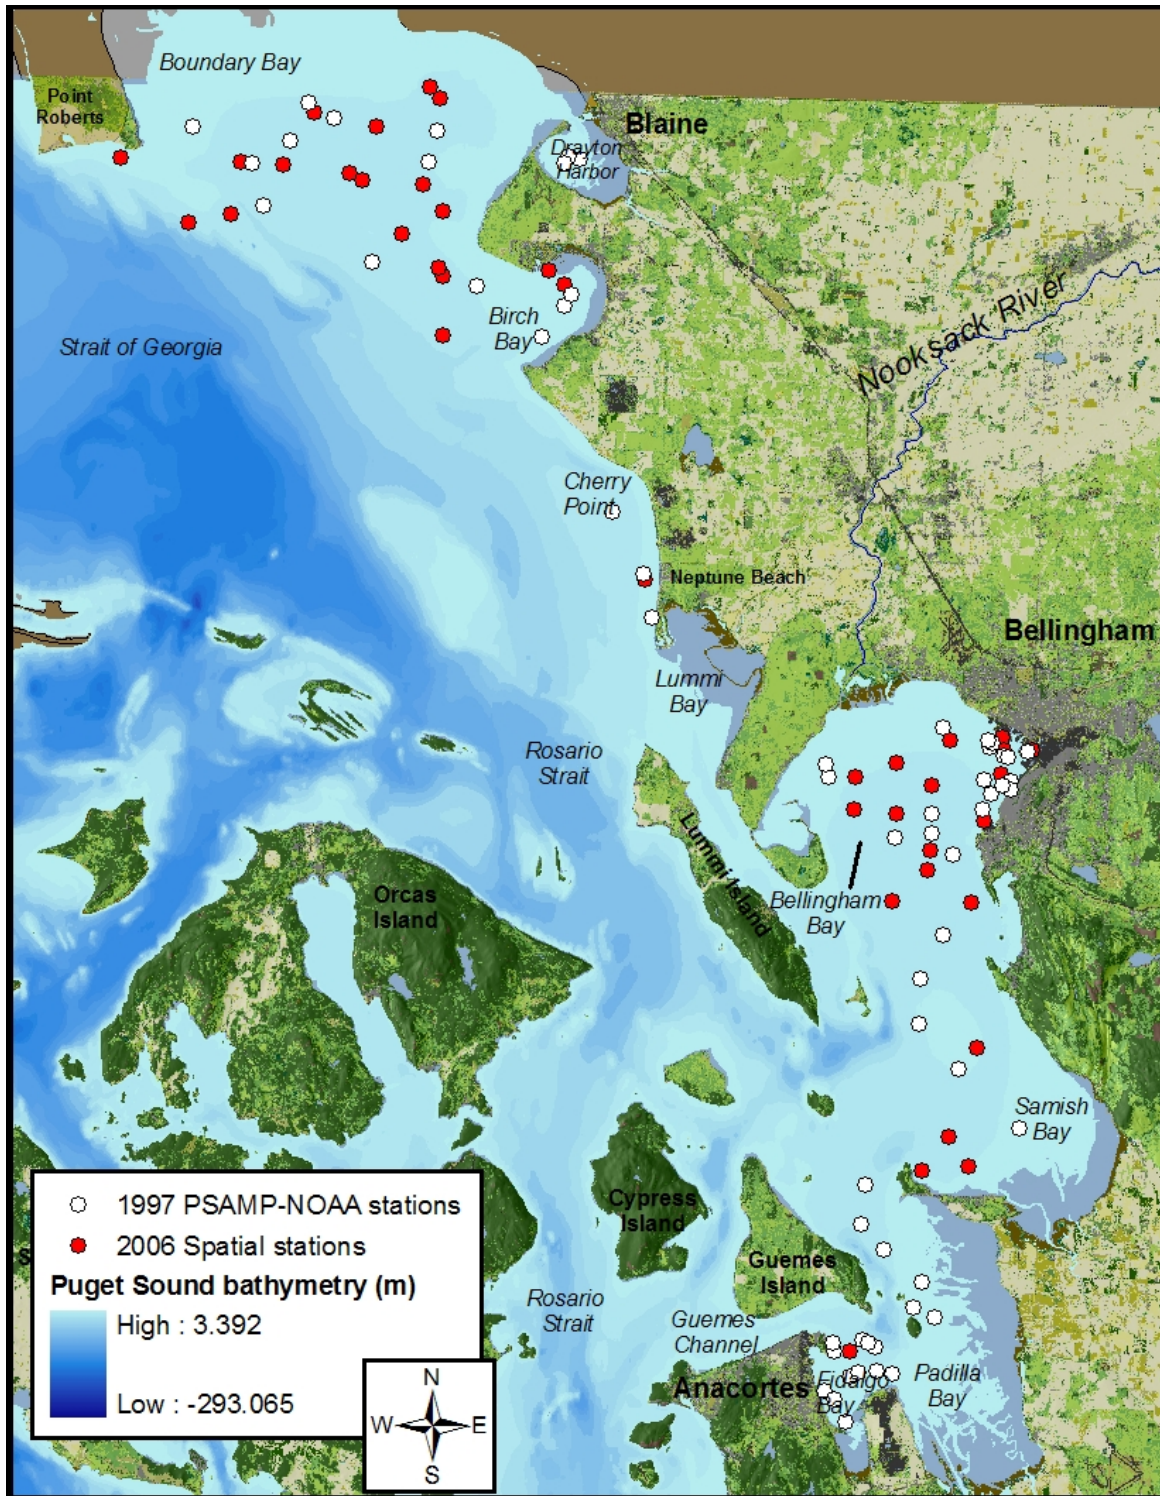 Boundary Bay
Point
Roberts
Blaine
Drayton
Harbor
Nooksack River
Birch
Bay
Strait of Georgia
Cherry
Point
Neptune Beach
Bellingham
Lummi
Bay
Rosario
Strait
Lummi Island
Orcas
Island
Bellingham
Bay
Samish
Bay
Cypress
Island
Guemes
Island
Rosario
Strait
Guemes
Channel
Anacortes
Fidalgo
Bay
Padilla
Bay
S
1997 PSAMP-NOAA stations
2006 Spatial stations
Puget Sound bathymetry (m)
High : 3.392
Low : -293.065
N
W E
S